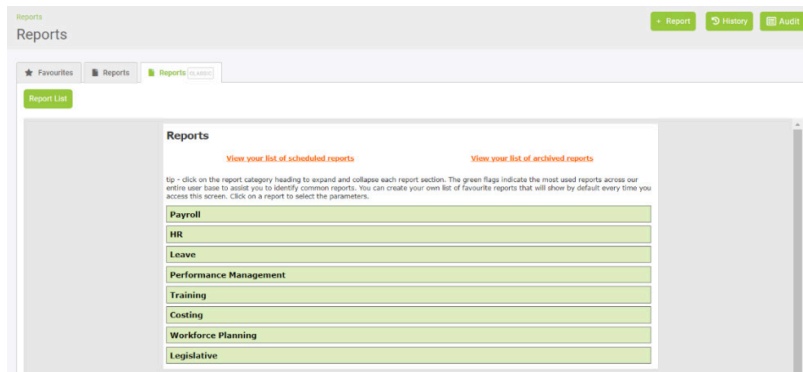 Reports
Reports
+ Report
History
Audit
Favourites
Reports
Reports CLASSIC
Report List
Reports
View your list of scheduled reports
View your list of archived reports
tip - click on the report category heading to expand and collapse each report section. The green flags indicate the most used reports across our
entire user base to assist you to identify common reports. You can create your own list of favourite reports that will show by default every time you
access this screen. Click on a report to select the parameters.
Payroll
HR
Leave
Performance Management
Training
Costing
Workforce Planning
Legislative